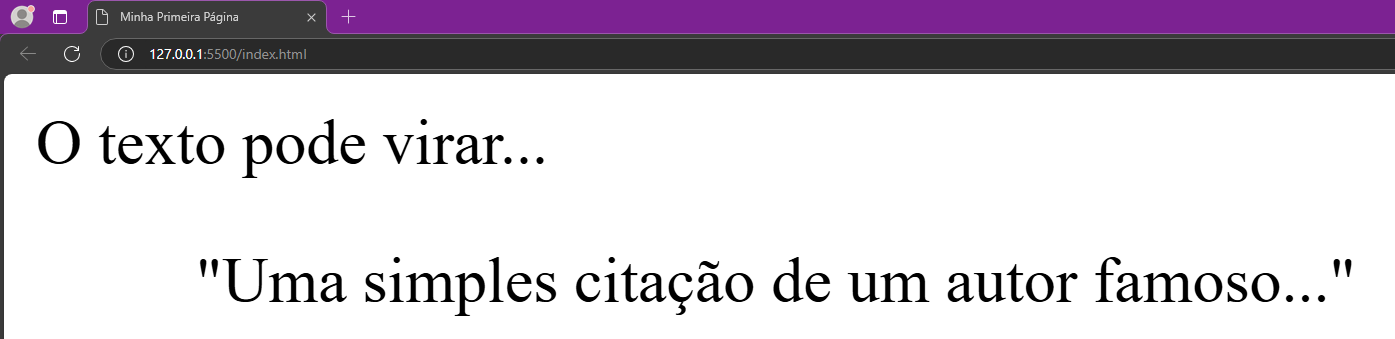 Minha Primeira Página
127.0.0.1:5500/index.html
O texto pode virar...
"Uma simples citação de um autor famoso..."